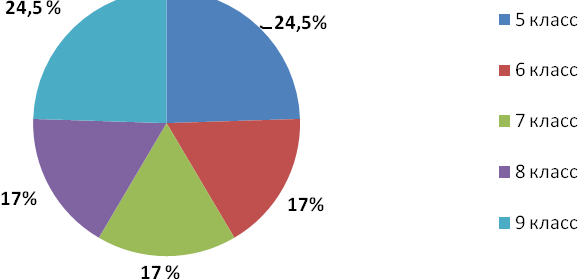 24,5 %
24,5%
17%
17 %
17%
5 класс
6 класс
7 класс
8 класс
9 класс